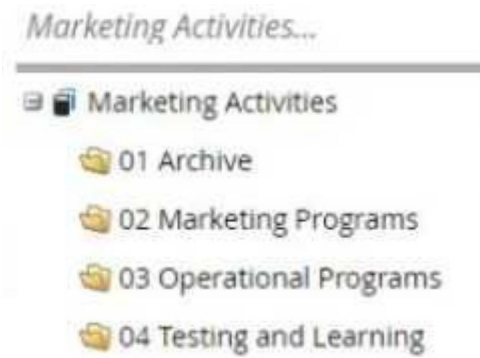 Marketing Activities...
Marketing Activities
01 Archive
02 Marketing Programs
03 Operational Programs
04 Testing and Learning